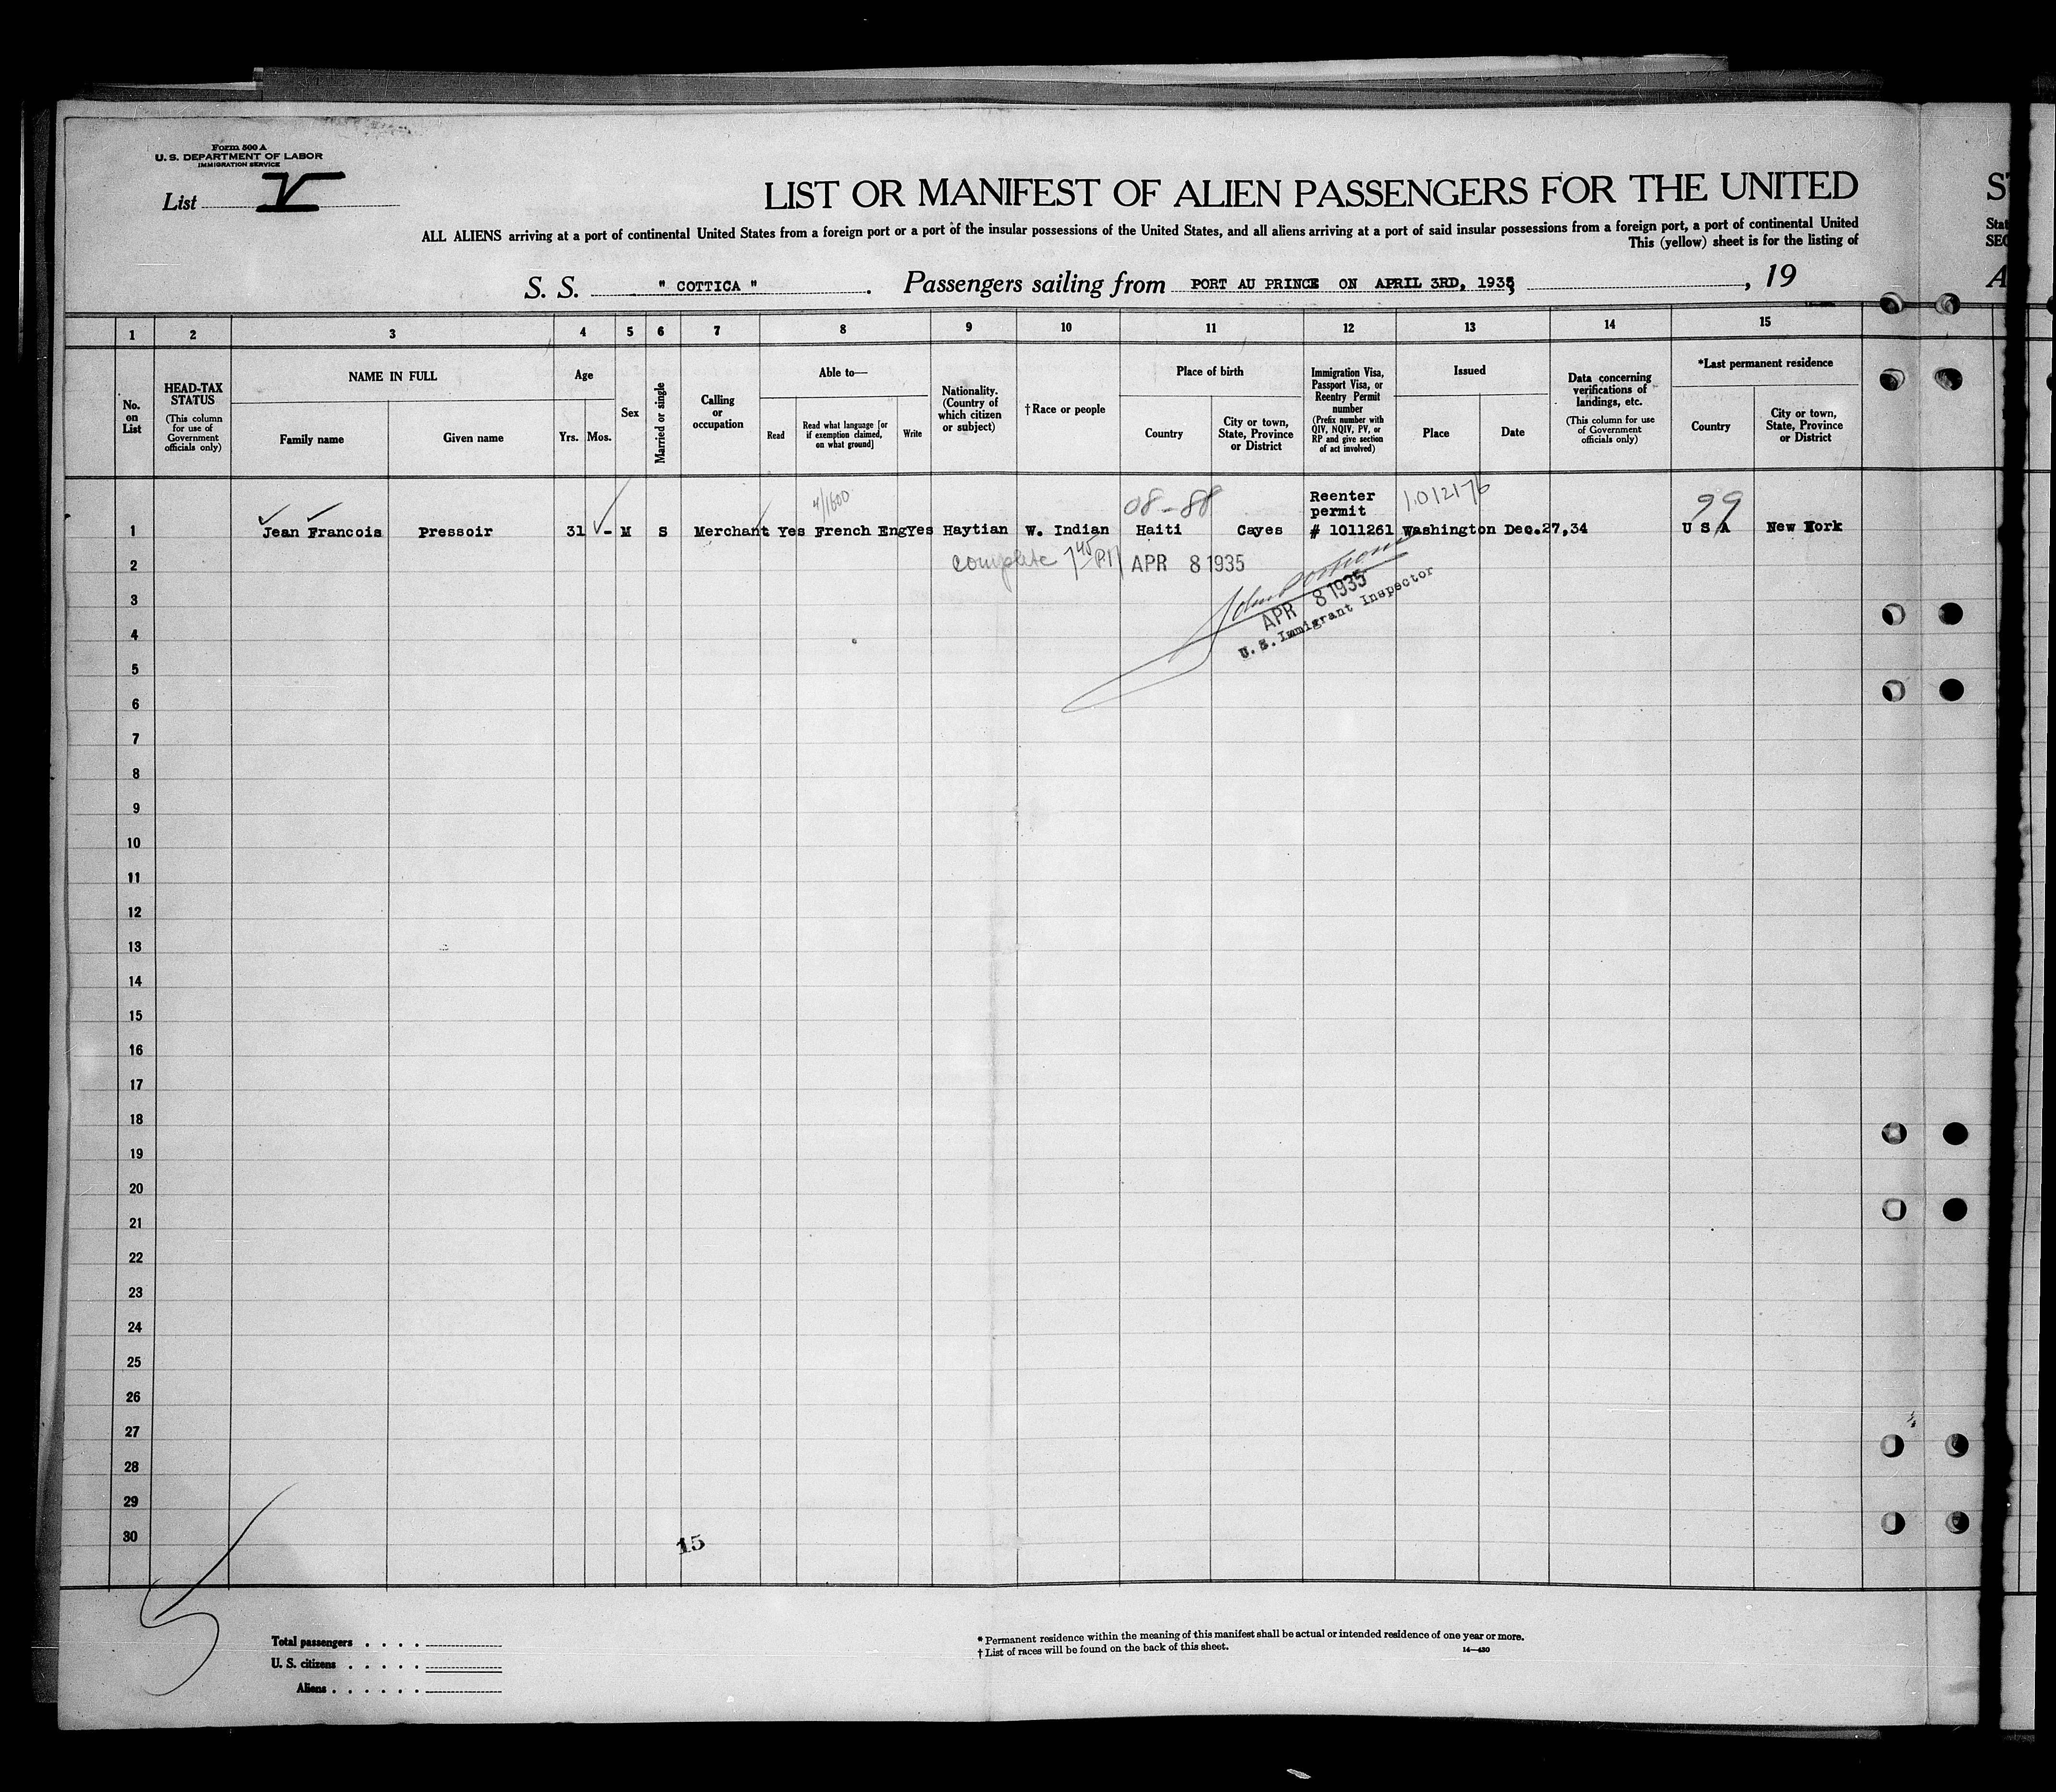 Form 500 A
U. S. DEPARTMENT OF LABOR
IMMIGRATION SERVICE
List V
LIST OR MANIFEST OF ALIEN PASSENGERS FOR THE UNITED
ALL ALIENS arriving at a port of continental United States from a foreign port or a port of the insular possessions of the United States, and all aliens arriving at a port of said insular possessions from a foreign port, a port of continental United
This (yellow) sheet is for the listing of
S. S. " COTTICA ". Passengers sailing from PORT AU PRINCE ON APRIL 3RD, 1935, 19
1 2 3 4 5 6 7 8 9 10 11 12 13 14 15
No. on List
HEAD-TAX STATUS
(This column for use of Government officials only)
NAME IN FULL
Family name
Given name
Age
Yrs. Mos.
Sex
Married or single
Calling or occupation
Able to—
Read
Read what language [or if exemption claimed, on what ground]
Write
Nationality. (Country of which citizen or subject)
†Race or people
Place of birth
Country
City or town, State, Province or District
Immigration Visa, Passport Visa, or Reentry Permit number
(Prefix number with QIV, NQIV, PV, or RP and give section of act involved)
Issued
Place
Date
Data concerning verifications of landings, etc.
(This column for use of Government officials only)
*Last permanent residence
Country
City or town, State, Province or District
4/1600 08-88 Reenter permit 1012176 99
1 Jean Francois Pressoir 31 - M S Merchant Yes French Eng Yes Haytian W. Indian Haiti Cayes # 1011261 Washington Dec.27,34 U S A New York
2 complete 7 45 PM APR 8 1935
3 APR 8 1935
4 U. S. Immigrant Inspector
5
6
7
8
9
10
11
12
13
14
15
16
17
18
19
20
21
22
23
24
25
26
27
28
29
30
15
5
Total passengers . . . .
U. S. citizens . . . . .
Aliens . . . . . .
* Permanent residence within the meaning of this manifest shall be actual or intended residence of one year or more.
† List of races will be found on the back of this sheet.
14—430
Stat
SEC
A